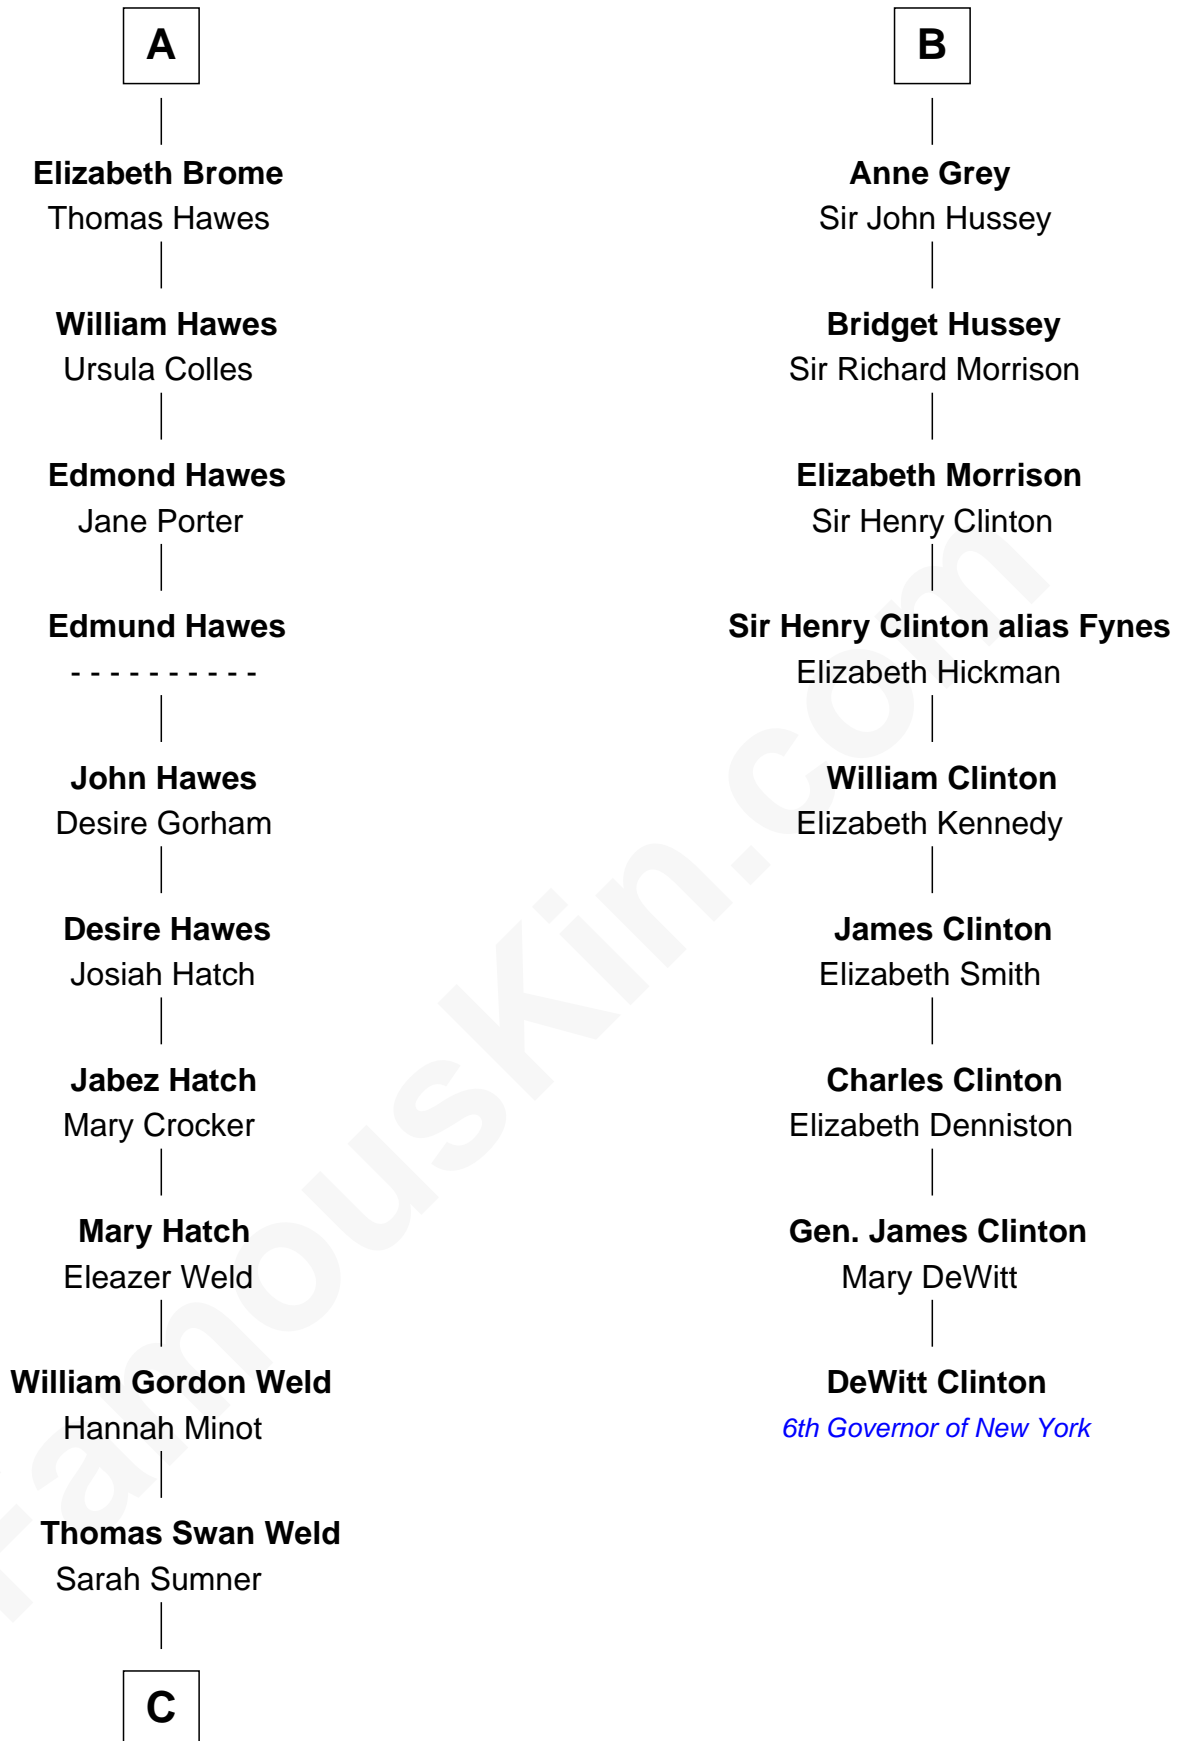 A
Elizabeth Brome
Thomas Hawes
William Hawes
Ursula Colles
Edmond Hawes
Jane Porter
Edmund Hawes
- - - - - - - - - -
John Hawes
Desire Gorham
Desire Hawes
Josiah Hatch
Jabez Hatch
Mary Crocker
Mary Hatch
Eleazer Weld
William Gordon Weld
Hannah Minot
Thomas Swan Weld
Sarah Sumner
C
B
Anne Grey
Sir John Hussey
Bridget Hussey
Sir Richard Morrison
Elizabeth Morrison
Sir Henry Clinton
Sir Henry Clinton alias Fynes
Elizabeth Hickman
William Clinton
Elizabeth Kennedy
James Clinton
Elizabeth Smith
Charles Clinton
Elizabeth Denniston
Gen. James Clinton
Mary DeWitt
DeWitt Clinton
6th Governor of New York
FamousKin.com